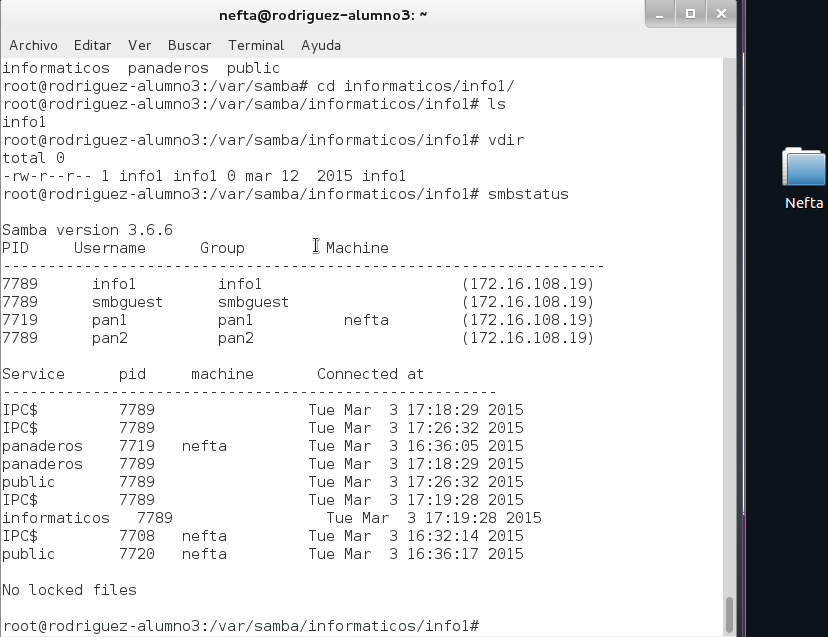 nefta@rodriguez-alumno3: ~
Archivo Editar Ver Buscar Terminal Ayuda
informaticos panaderos public
root@rodriguez-alumno3:/var/samba# cd informaticos/info1/
root@rodriguez-alumno3:/var/samba/informaticos/info1# ls
info1
root@rodriguez-alumno3:/var/samba/informaticos/info1# vdir
total 0
-rw-r--r-- 1 info1 info1 0 mar 12  2015 info1
root@rodriguez-alumno3:/var/samba/informaticos/info1# smbstatus
Samba version 3.6.6
PID     Username      Group         Machine
-------------------------------------------------------------------
7789      info1         info1                      (172.16.108.19)
7789      smbguest      smbguest                   (172.16.108.19)
7719      pan1          pan1          nefta        (172.16.108.19)
7789      pan2          pan2                       (172.16.108.19)
Service      pid     machine       Connected at
-------------------------------------------------------
IPC$         7789                 Tue Mar  3 17:18:29 2015
IPC$         7789                 Tue Mar  3 17:26:32 2015
panaderos    7719   nefta         Tue Mar  3 16:36:05 2015
panaderos    7789                 Tue Mar  3 17:18:29 2015
public       7789                 Tue Mar  3 17:26:32 2015
IPC$         7789                 Tue Mar  3 17:19:28 2015
informaticos   7789                 Tue Mar  3 17:19:28 2015
IPC$         7708   nefta         Tue Mar  3 16:32:14 2015
public       7720   nefta         Tue Mar  3 16:36:17 2015
No locked files
root@rodriguez-alumno3:/var/samba/informaticos/info1#
Nefta